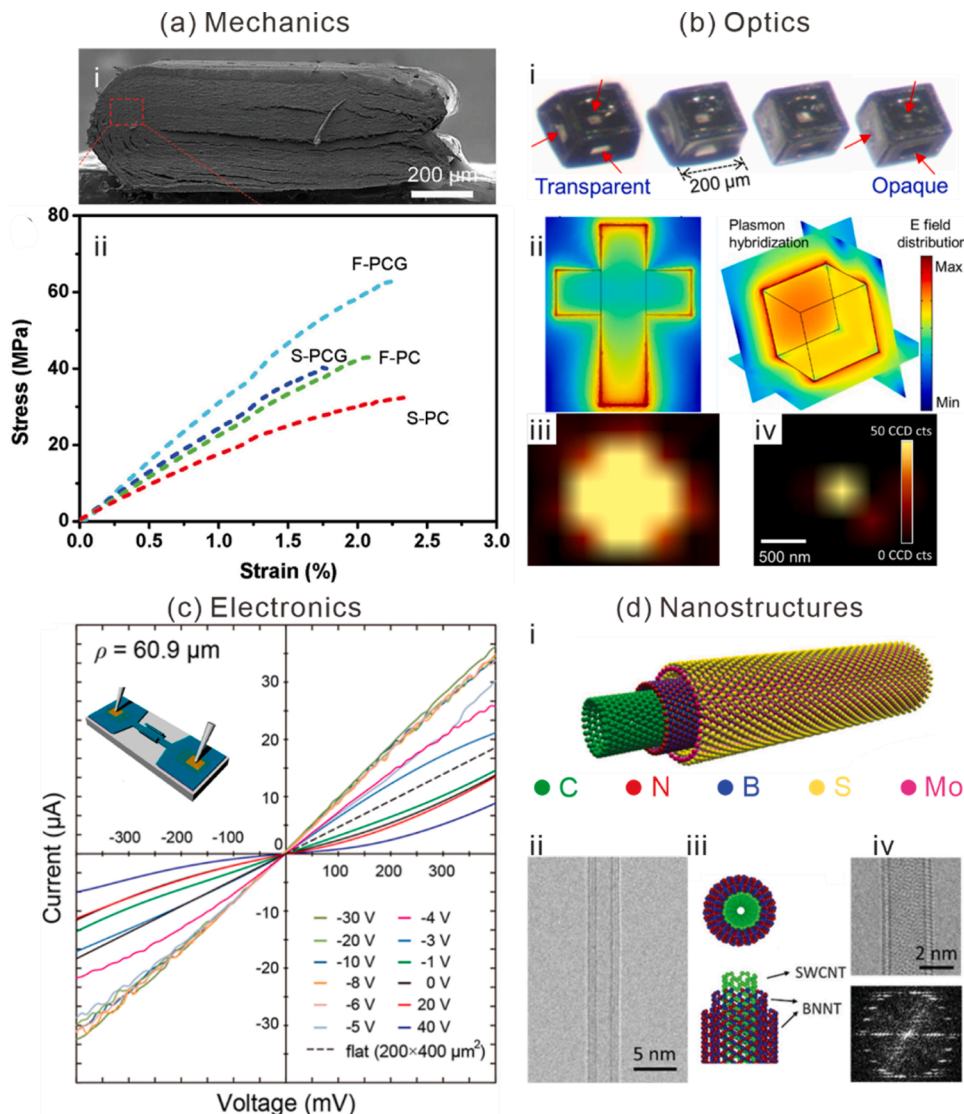 (a) Mechanics
i
200 μm
80
60
40
20
0
Stress (MPa)
ii
F-PCG
S-PCG
F-PC
S-PC
0.0 0.5 1.0 1.5 2.0 2.5 3.0
Strain (%)
(b) Optics
i
Transparent
200 μm
Opaque
ii
Plasmon
hybridization
E field
distribution
Max
Min
iii
iv
50 CCD cts
500 nm
0 CCD cts
(c) Electronics
ρ = 60.9 μm
30
20
10
-300 -200 -100 0
100 200 300
-10
-20
-30
Current (μA)
-30 V -4 V
-20 V -3 V
-10 V -1 V
-8 V 0 V
-6 V 20 V
-5 V 40 V
flat (200×400 μm²)
Voltage (mV)
(d) Nanostructures
i
C N B S Mo
ii
5 nm
iii
SWCNT
BNNT
iv
2 nm